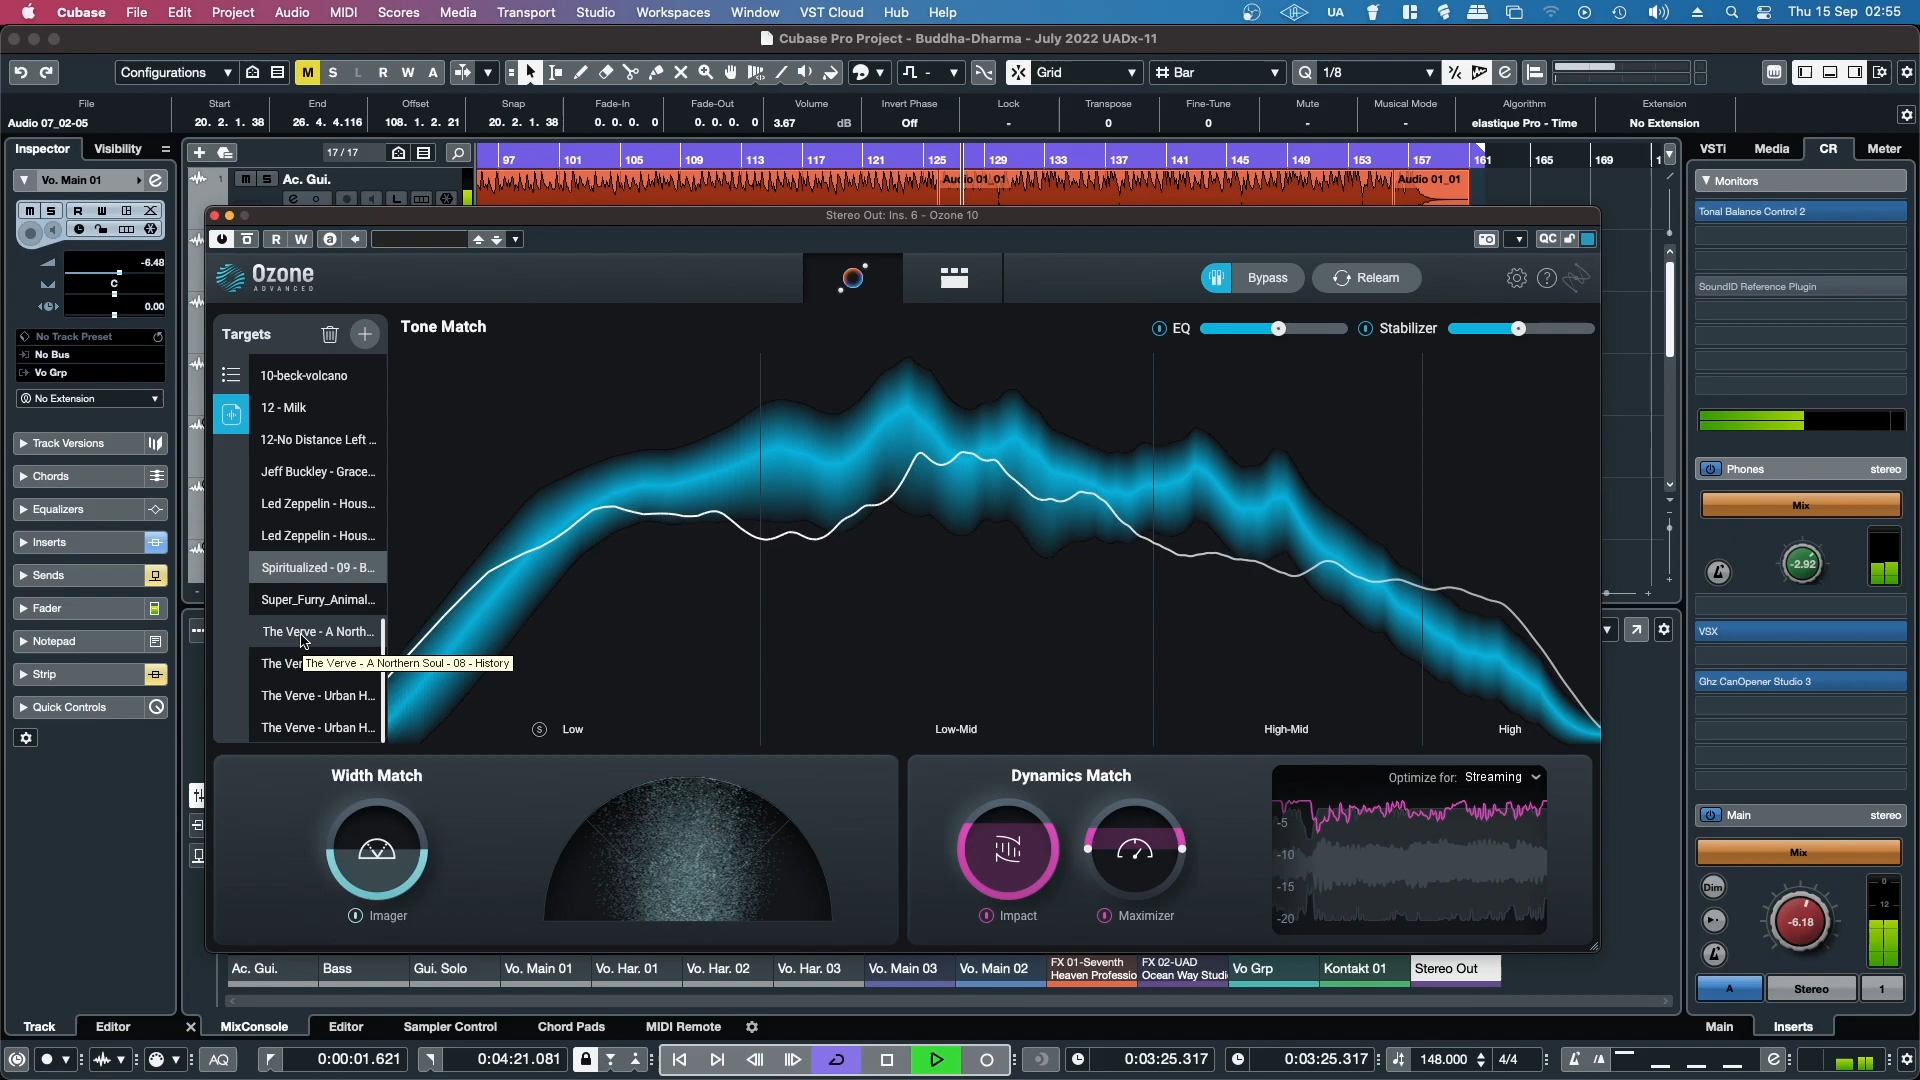 Cubase File Edit Project Audio MIDI Scores Media Transport Studio Workspaces Window VST Cloud Hub Help UA Thu 15 Sep 02:55
Cubase Pro Project - Buddha-Dharma - July 2022 UADx-11
Configurations M S L R W A Grid Bar Q 1/8
File Start End Offset Snap Fade-In Fade-Out Volume Invert Phase Lock Transpose Fine-Tune Mute Musical Mode Algorithm Extension
Audio 07_02-05 20. 2. 1. 38 26. 4. 4.116 108. 1. 2. 21 20. 2. 1. 38 0. 0. 0. 0 0. 0. 0. 0 3.67 dB Off - 0 0 - - elastique Pro - Time No Extension
Inspector Visibility 17 / 17 97 101 105 109 113 117 121 125 129 133 137 141 145 149 153 157 161 165 169 1 VSTi Media CR Meter
Vo. Main 01 1 m S Ac. Gui. Audio 01_01 Audio 01_01 Monitors
m S R W
Tonal Balance Control 2
Stereo Out: Ins. 6 - Ozone 10
R W a QC
-6.48
C
0.00
Ozone
ADVANCED
Bypass Relearn
SoundID Reference Plugin
No Track Preset
No Bus
Vo Grp
No Extension
Targets
Tone Match
EQ Stabilizer
10-beck-volcano
12 - Milk
12-No Distance Left ...
Jeff Buckley - Grace...
Led Zeppelin - Hous...
Led Zeppelin - Hous...
Spiritualized - 09 - B...
Super_Furry_Animal...
The Verve - A North...
The Ver
The Verve - A Northern Soul - 08 - History
The Verve - Urban H...
The Verve - Urban H...
S Low Low-Mid High-Mid High
Track Versions
Chords
Equalizers
Inserts
Sends
Fader
Notepad
Strip
Quick Controls
Phones stereo
Mix
-2.92
VSX
Ghz CanOpener Studio 3
Main stereo
Mix
Dim
-6.18
0
12
A Stereo 1
Width Match
Imager
Dynamics Match
Impact Maximizer
Optimize for: Streaming
-5
-10
-15
-20
Ac. Gui. Bass Gui. Solo Vo. Main 01 Vo. Har. 01 Vo. Har. 02 Vo. Har. 03 Vo. Main 03 Vo. Main 02 FX 01-Seventh Heaven Professio FX 02-UAD Ocean Way Studi Vo Grp Kontakt 01 Stereo Out
Track Editor MixConsole Editor Sampler Control Chord Pads MIDI Remote Main Inserts
AQ 0:00:01.621 0:04:21.081 0:03:25.317 0:03:25.317 148.000 4/4